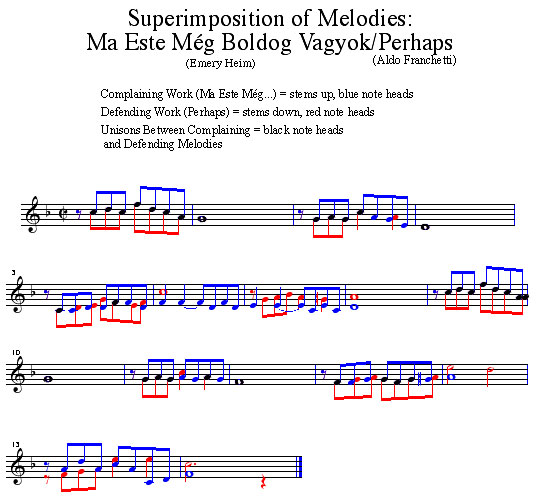 Superimposition of Melodies:
Ma Este Még Boldog Vagyok/Perhaps
(Emery Heim)
(Aldo Franchetti)
Complaining Work (Ma Este Még...) = stems up, blue note heads
Defending Work (Perhaps) = stems down, red note heads
Unisons Between Complaining = black note heads
and Defending Melodies
5
10
13